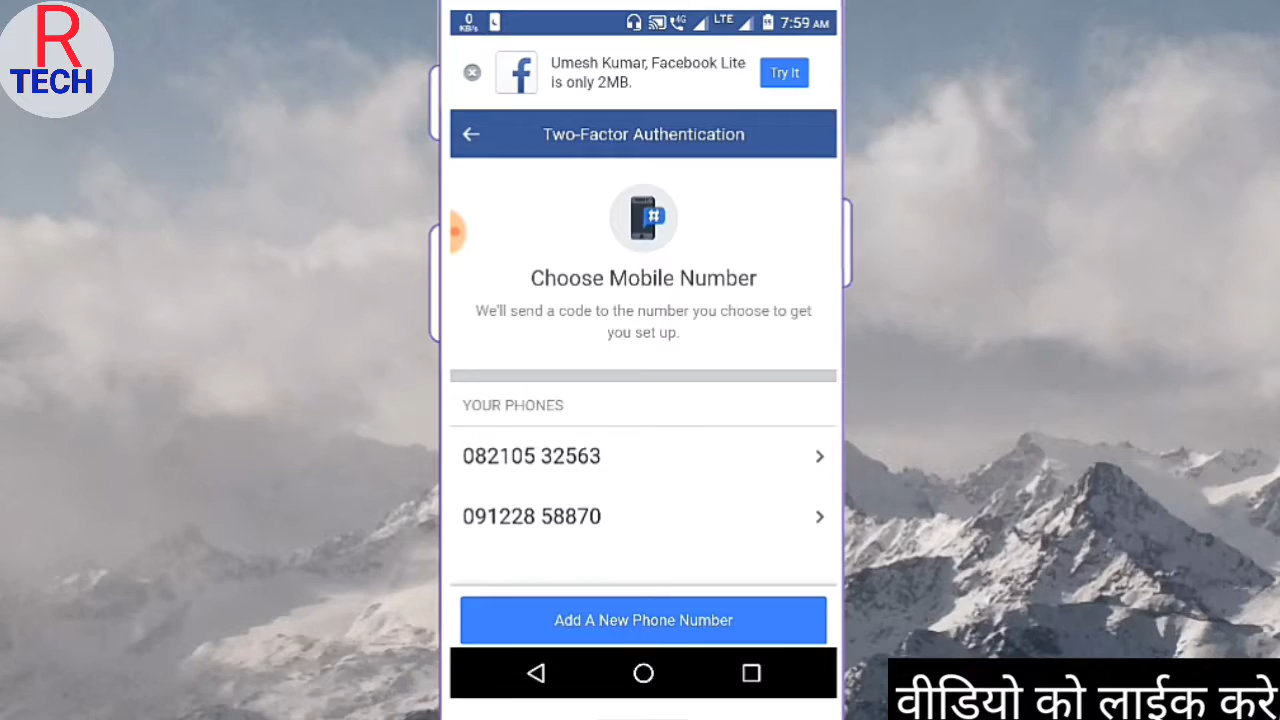 R
TECH
0
KB/s
4G
LTE
7:59 AM
Umesh Kumar, Facebook Lite
is only 2MB.
Try It
Two-Factor Authentication
#
Choose Mobile Number
We'll send a code to the number you choose to get
you set up.
YOUR PHONES
082105 32563
091228 58870
Add A New Phone Number
वीडियो को लाईक करे